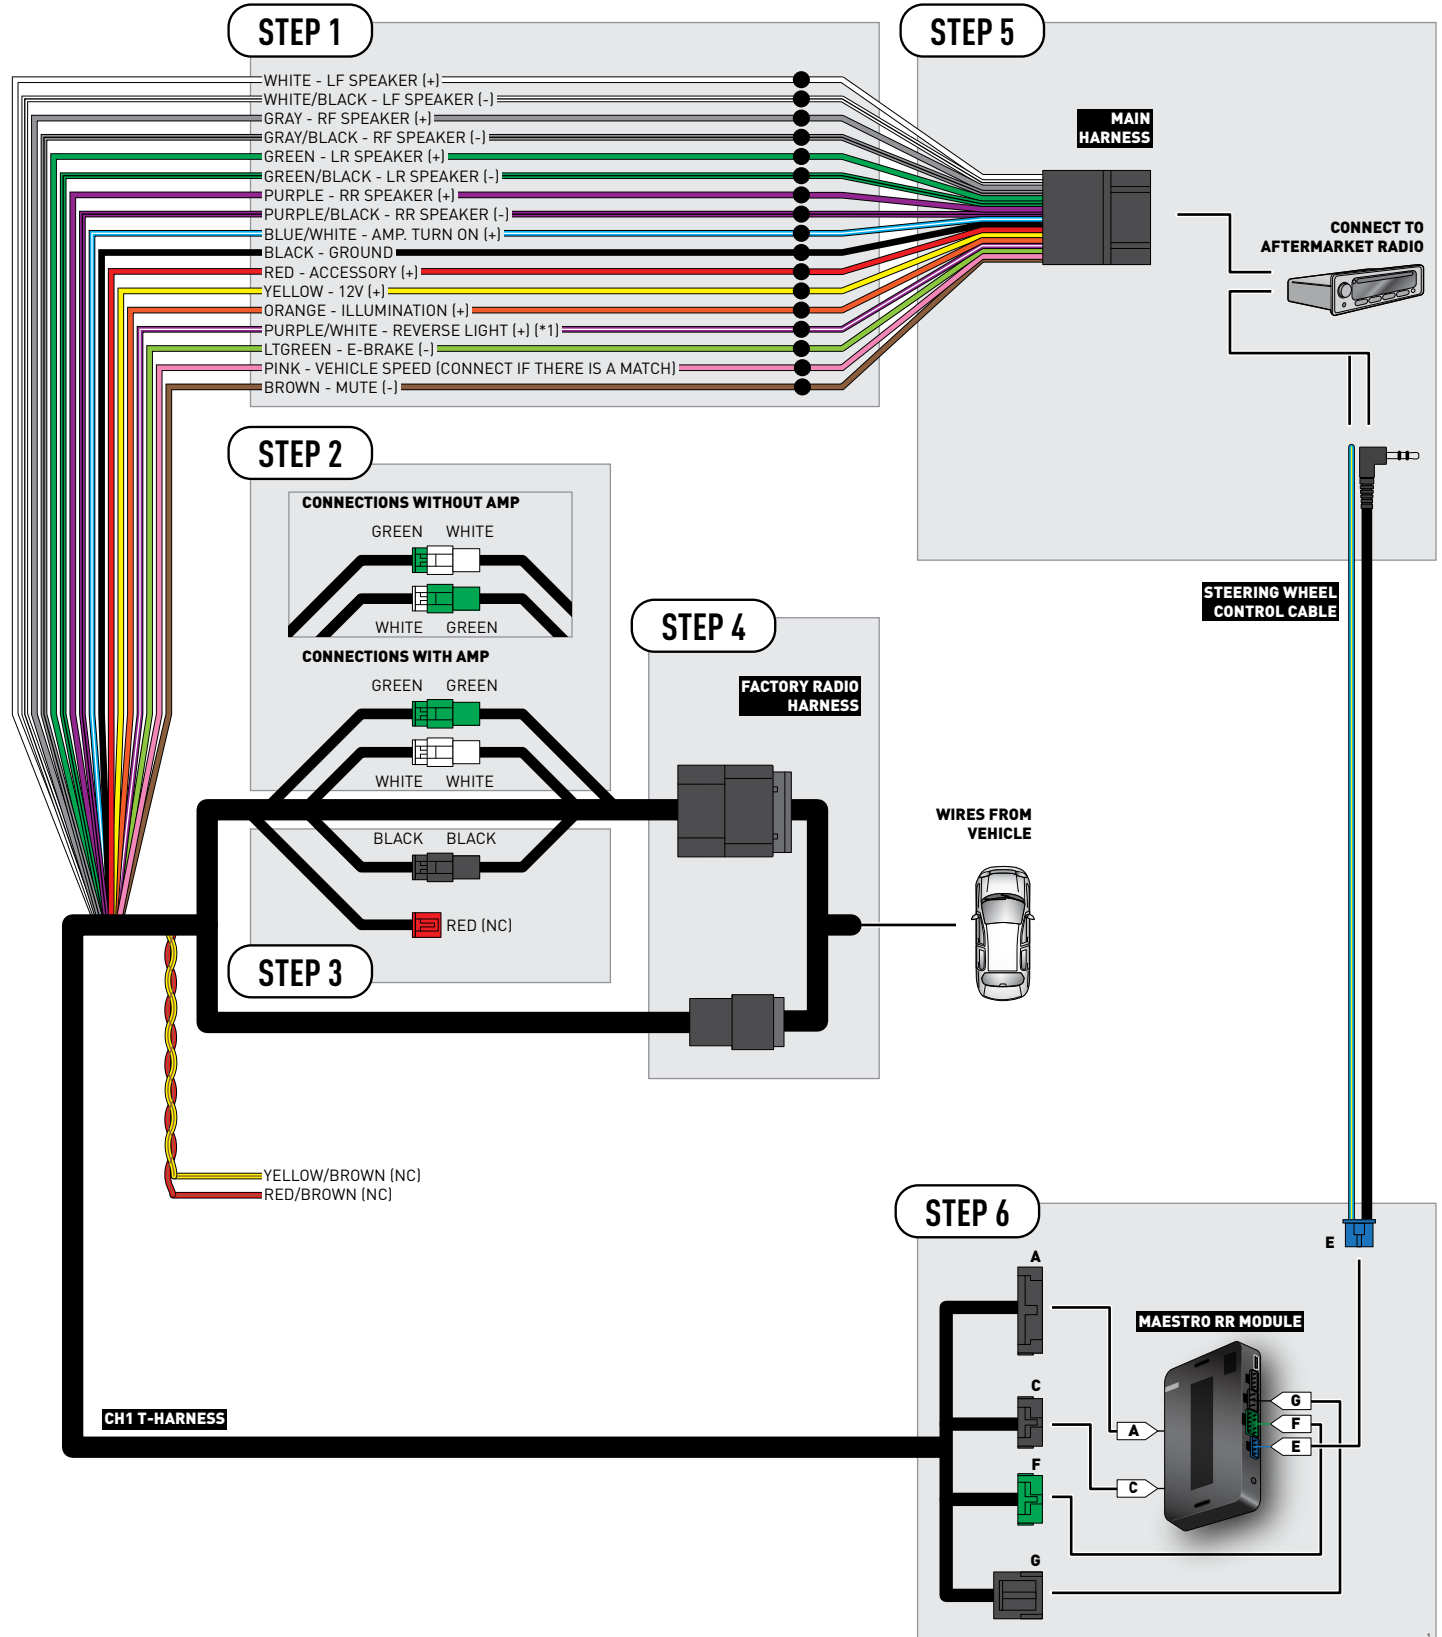 STEP 1
WHITE - LF SPEAKER (+)
WHITE/BLACK - LF SPEAKER (-)
GRAY - RF SPEAKER (+)
GRAY/BLACK - RF SPEAKER (-)
GREEN - LR SPEAKER (+)
GREEN/BLACK - LR SPEAKER (-)
PURPLE - RR SPEAKER (+)
PURPLE/BLACK - RR SPEAKER (-)
BLUE/WHITE - AMP. TURN ON (+)
BLACK - GROUND
RED - ACCESSORY (+)
YELLOW - 12V (+)
ORANGE - ILLUMINATION (+)
PURPLE/WHITE - REVERSE LIGHT (+) (*1)
LTGREEN - E-BRAKE (-)
PINK - VEHICLE SPEED (CONNECT IF THERE IS A MATCH)
BROWN - MUTE (-)
STEP 5
MAIN
HARNESS
CONNECT TO
AFTERMARKET RADIO
STEP 2
CONNECTIONS WITHOUT AMP
GREEN WHITE
WHITE GREEN
CONNECTIONS WITH AMP
GREEN GREEN
WHITE WHITE
BLACK BLACK
RED (NC)
STEP 3
STEP 4
FACTORY RADIO
HARNESS
WIRES FROM
VEHICLE
STEERING WHEEL
CONTROL CABLE
YELLOW/BROWN (NC)
RED/BROWN (NC)
CH1 T-HARNESS
STEP 6
E
A
C
F
G
MAESTRO RR MODULE
A
C
G
F
E
1